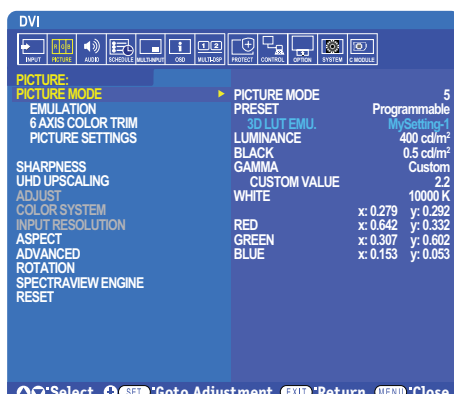 DVI
INPUT PICTURE AUDIO SCHEDULE MULTI-INPUT OSD MULTI-DSP PROTECT CONTROL OPTION SYSTEM C MODULE
PICTURE:
PICTURE MODE
EMULATION
6 AXIS COLOR TRIM
PICTURE SETTINGS
SHARPNESS
UHD UPSCALING
ADJUST
COLOR SYSTEM
INPUT RESOLUTION
ASPECT
ADVANCED
ROTATION
SPECTRAVIEW ENGINE
RESET
PICTURE MODE 5
PRESET Programmable
3D LUT EMU. MySetting-1
LUMINANCE 400 cd/m²
BLACK 0.5 cd/m²
GAMMA Custom
CUSTOM VALUE 2.2
WHITE 10000 K
x: 0.279 y: 0.292
RED x: 0.642 y: 0.332
GREEN x: 0.307 y: 0.602
BLUE x: 0.153 y: 0.053
:Select SET :Goto Adjustment EXIT :Return MENU :Close